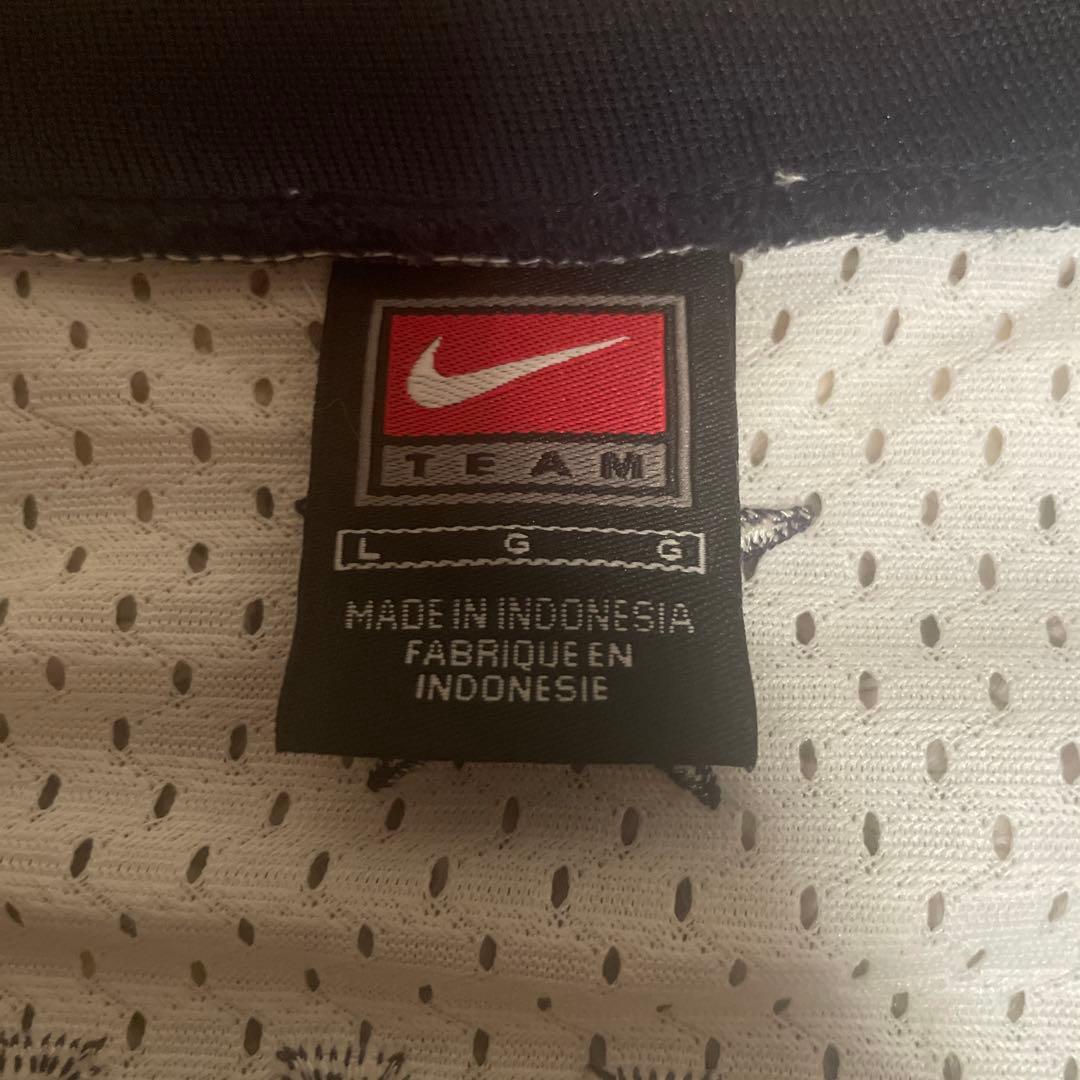 TEAM
L G G
MADE IN INDONESIA
FABRIQUE EN
INDONESIE